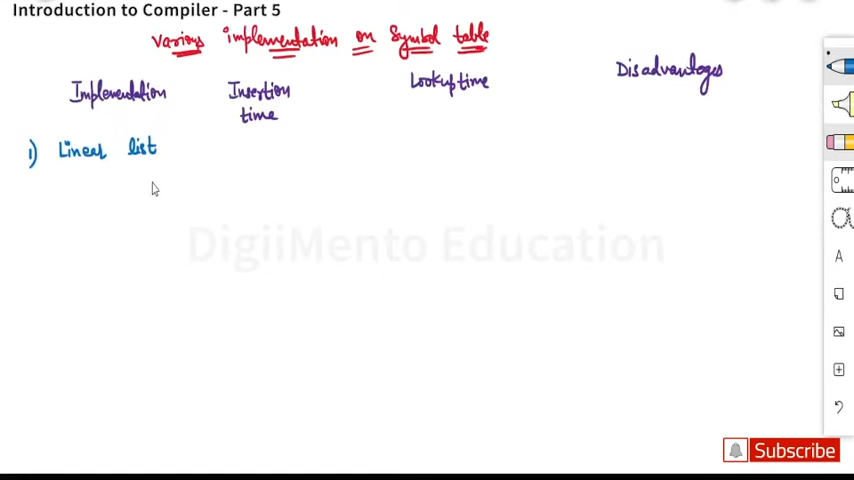 Introduction to Compiler - Part 5
Various implementation on Symbol table
Implementation Insertion time Lookup time Disadvantages
1) Linear list
DigiiMento Education
A
Subscribe